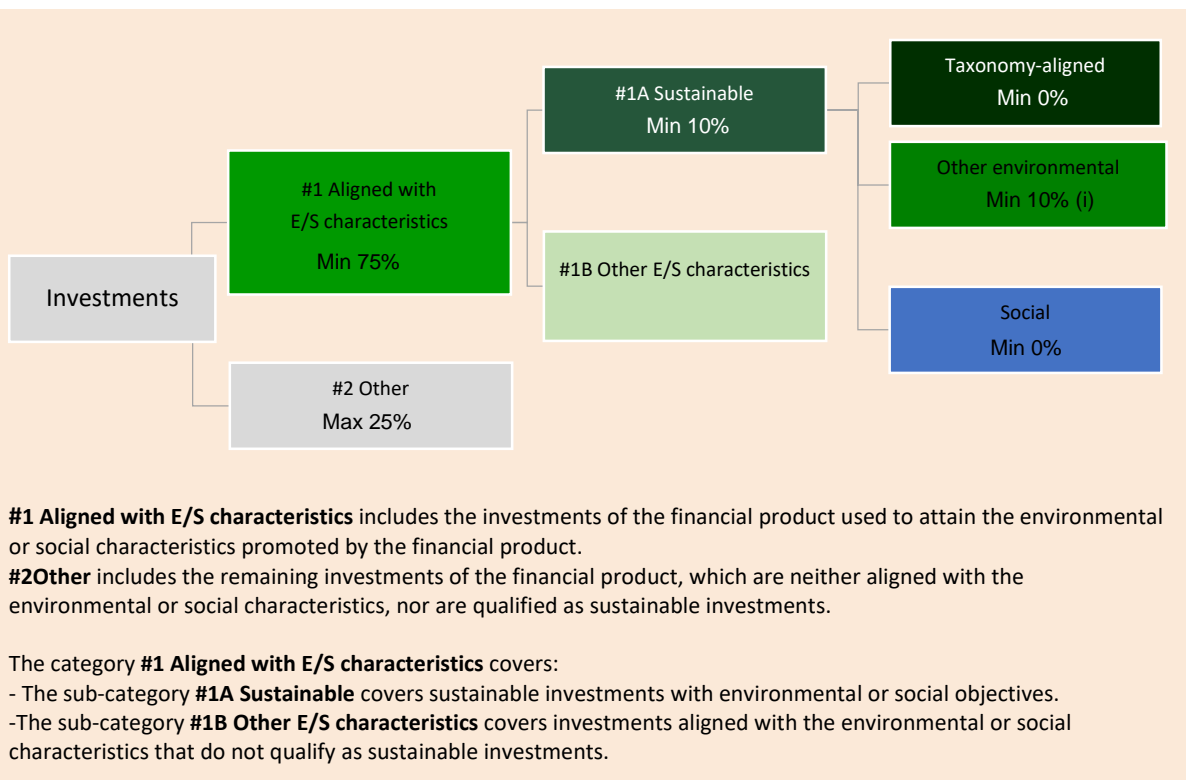 Investments
#1 Aligned with
E/S characteristics
Min 75%
#2 Other
Max 25%
#1A Sustainable
Min 10%
#1B Other E/S characteristics
Taxonomy-aligned
Min 0%
Other environmental
Min 10% (i)
Social
Min 0%
#1 Aligned with E/S characteristics includes the investments of the financial product used to attain the environmental
or social characteristics promoted by the financial product.
#2Other includes the remaining investments of the financial product, which are neither aligned with the
environmental or social characteristics, nor are qualified as sustainable investments.
The category #1 Aligned with E/S characteristics covers:
- The sub-category #1A Sustainable covers sustainable investments with environmental or social objectives.
-The sub-category #1B Other E/S characteristics covers investments aligned with the environmental or social
characteristics that do not qualify as sustainable investments.